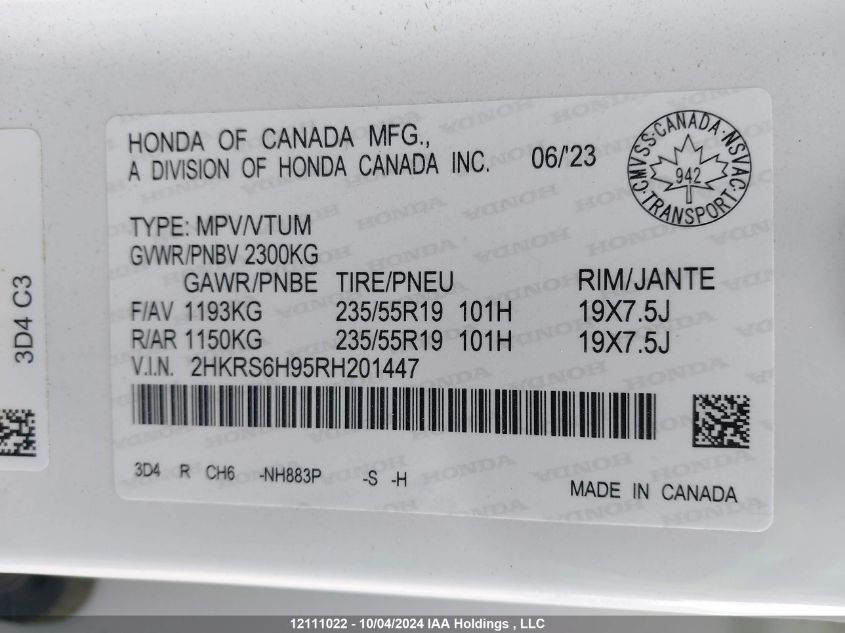 HONDA OF CANADA MFG.,
A DIVISION OF HONDA CANADA INC. 06/'23
CMVSS·CANADA·NSVAC
942
·TRANSPORT·
TYPE: MPV/VTUM
GVWR/PNBV 2300KG
GAWR/PNBE TIRE/PNEU RIM/JANTE
F/AV 1193KG 235/55R19 101H 19X7.5J
R/AR 1150KG 235/55R19 101H 19X7.5J
V.I.N. 2HKRS6H95RH201447
3D4 R CH6 -NH883P -S -H
MADE IN CANADA
3D4 C3
12111022 - 10/04/2024 IAA Holdings , LLC